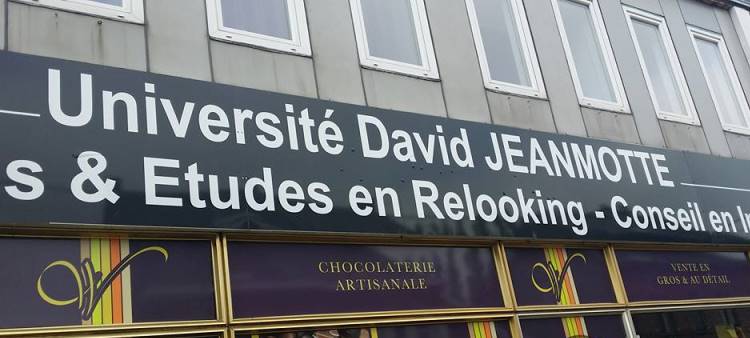 Université David JEANMOTTE
& Etudes en Relooking - Conseil en
CHOCOLATERIE
ARTISANALE
VENTE EN
GROS & AU DÉTAIL